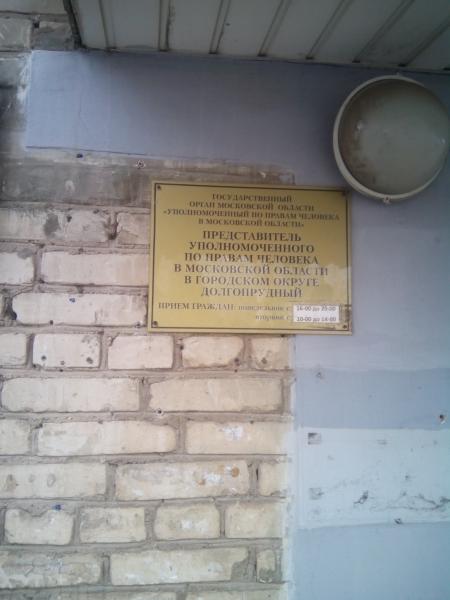 ГОСУДАРСТВЕННЫЙ
ОРГАН МОСКОВСКОЙ ОБЛАСТИ
«УПОЛНОМОЧЕННЫЙ ПО ПРАВАМ ЧЕЛОВЕКА
В МОСКОВСКОЙ ОБЛАСТИ»
ПРЕДСТАВИТЕЛЬ
УПОЛНОМОЧЕННОГО
ПО ПРАВАМ ЧЕЛОВЕКА
В МОСКОВСКОЙ ОБЛАСТИ
В ГОРОДСКОМ ОКРУГЕ
ДОЛГОПРУДНЫЙ
ПРИЕМ ГРАЖДАН: понедельник с 16-00 до 20-00
вторник с 10-00 до 14-00